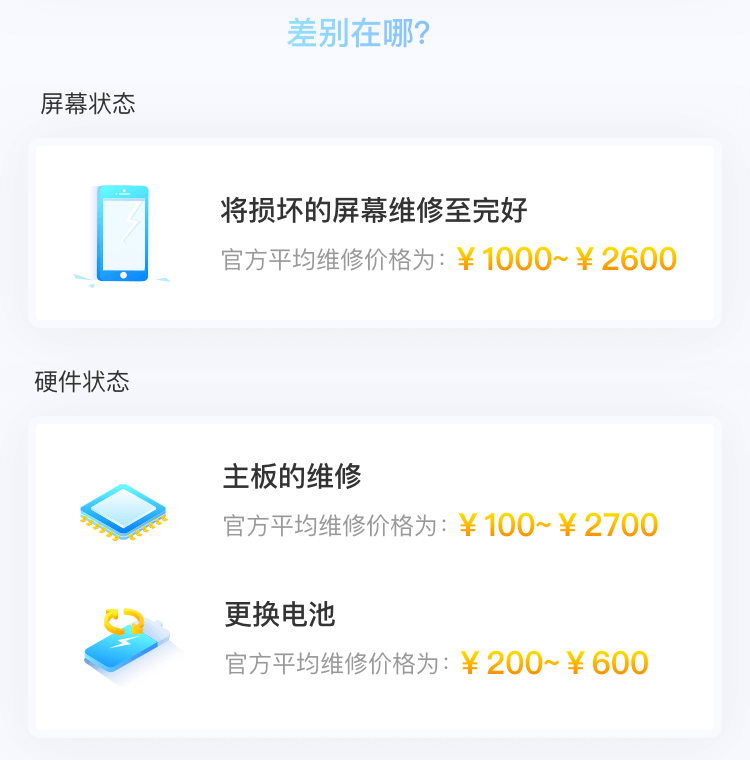 差别在哪?
屏幕状态
将损坏的屏幕维修至完好
官方平均维修价格为：￥1000~￥2600
硬件状态
主板的维修
官方平均维修价格为：￥100~￥2700
更换电池
官方平均维修价格为：￥200~￥600